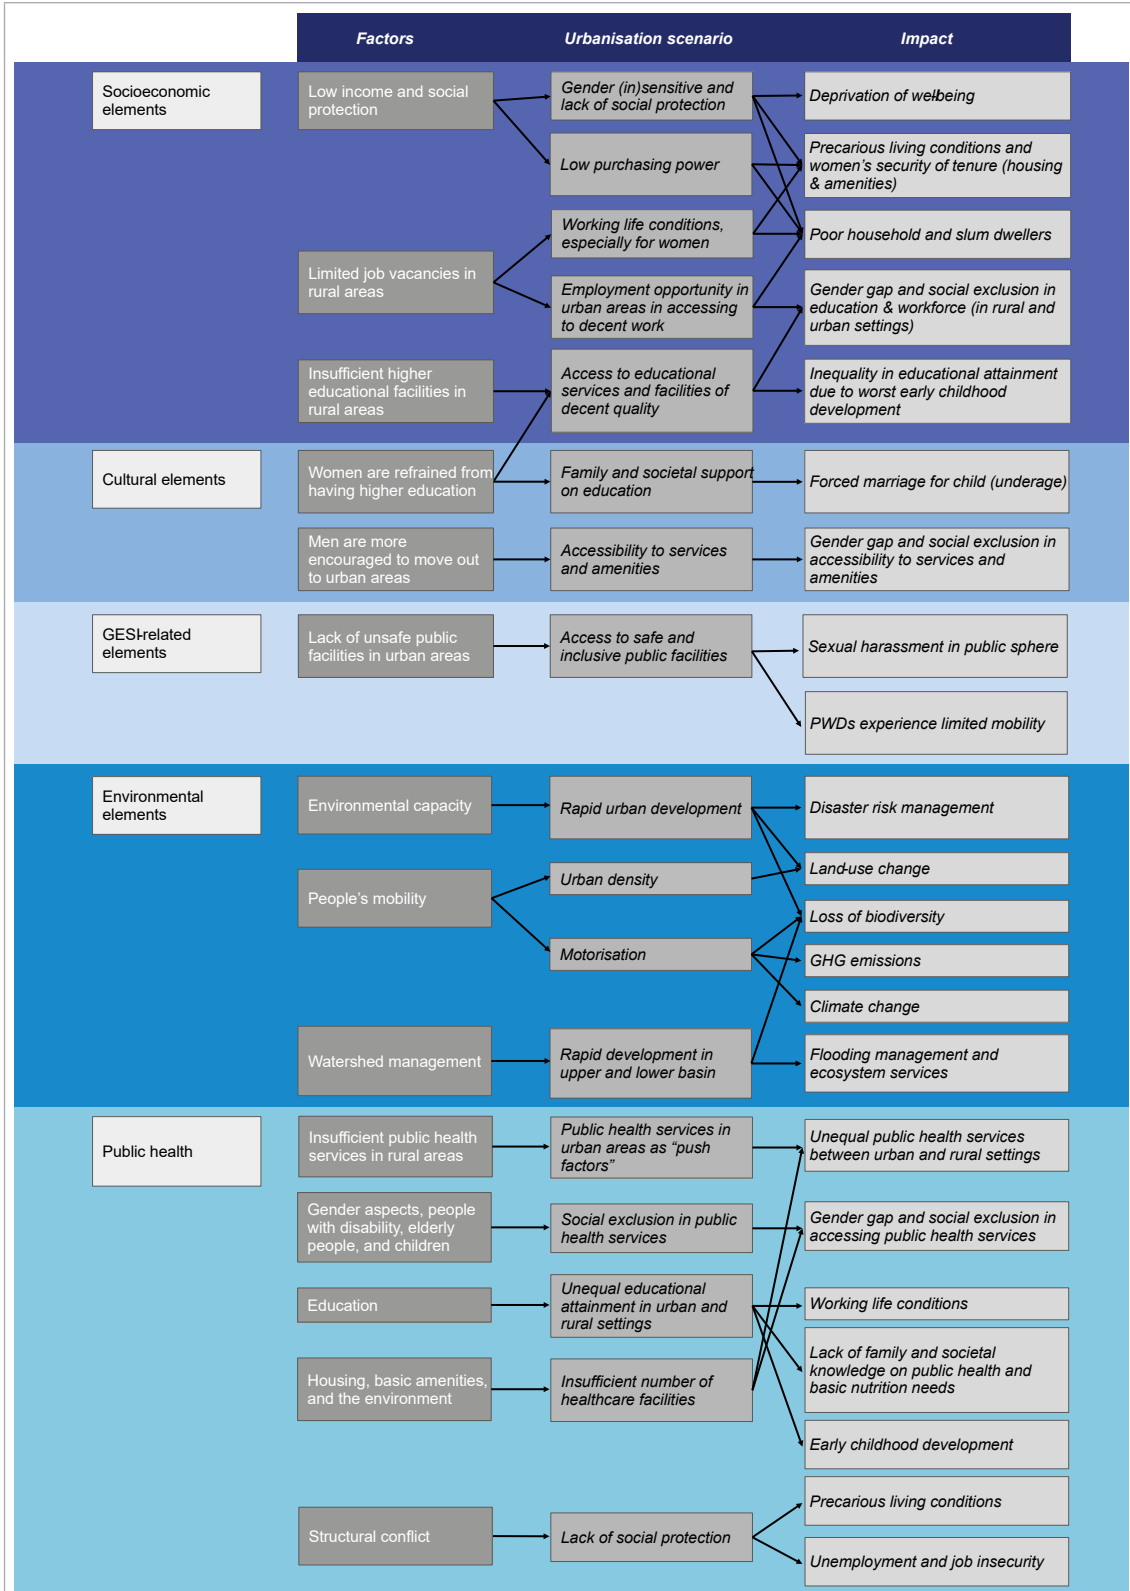 Factors
Urbanisation scenario
Impact
Socioeconomic
elements
Low income and social
protection
Gender (in)sensitive and
lack of social protection
Deprivation of well-being
Low purchasing power
Precarious living conditions and
women's security of tenure (housing
& amenities)
Limited job vacancies in
rural areas
Working life conditions,
especially for women
Poor household and slum dwellers
Employment opportunity in
urban areas in accessing
to decent work
Gender gap and social exclusion in
education & workforce (in rural and
urban settings)
Insufficient higher
educational facilities in
rural areas
Access to educational
services and facilities of
decent quality
Inequality in educational attainment
due to worst early childhood
development
Cultural elements
Women are refrained from
having higher education
Family and societal support
on education
Forced marriage for child (underage)
Men are more
encouraged to move out
to urban areas
Accessibility to services
and amenities
Gender gap and social exclusion in
accessibility to services and
amenities
GESI-related
elements
Lack of unsafe public
facilities in urban areas
Access to safe and
inclusive public facilities
Sexual harassment in public sphere
PWDs experience limited mobility
Environmental
elements
Environmental capacity
Rapid urban development
Disaster risk management
People's mobility
Urban density
Land-use change
Loss of biodiversity
Motorisation
GHG emissions
Climate change
Watershed management
Rapid development in
upper and lower basin
Flooding management and
ecosystem services
Public health
Insufficient public health
services in rural areas
Public health services in
urban areas as “push
factors”
Unequal public health services
between urban and rural settings
Gender aspects, people
with disability, elderly
people, and children
Social exclusion in public
health services
Gender gap and social exclusion in
accessing public health services
Education
Unequal educational
attainment in urban and
rural settings
Working life conditions
Lack of family and societal
knowledge on public health and
basic nutrition needs
Housing, basic amenities,
and the environment
Insufficient number of
healthcare facilities
Early childhood development
Structural conflict
Lack of social protection
Precarious living conditions
Unemployment and job insecurity